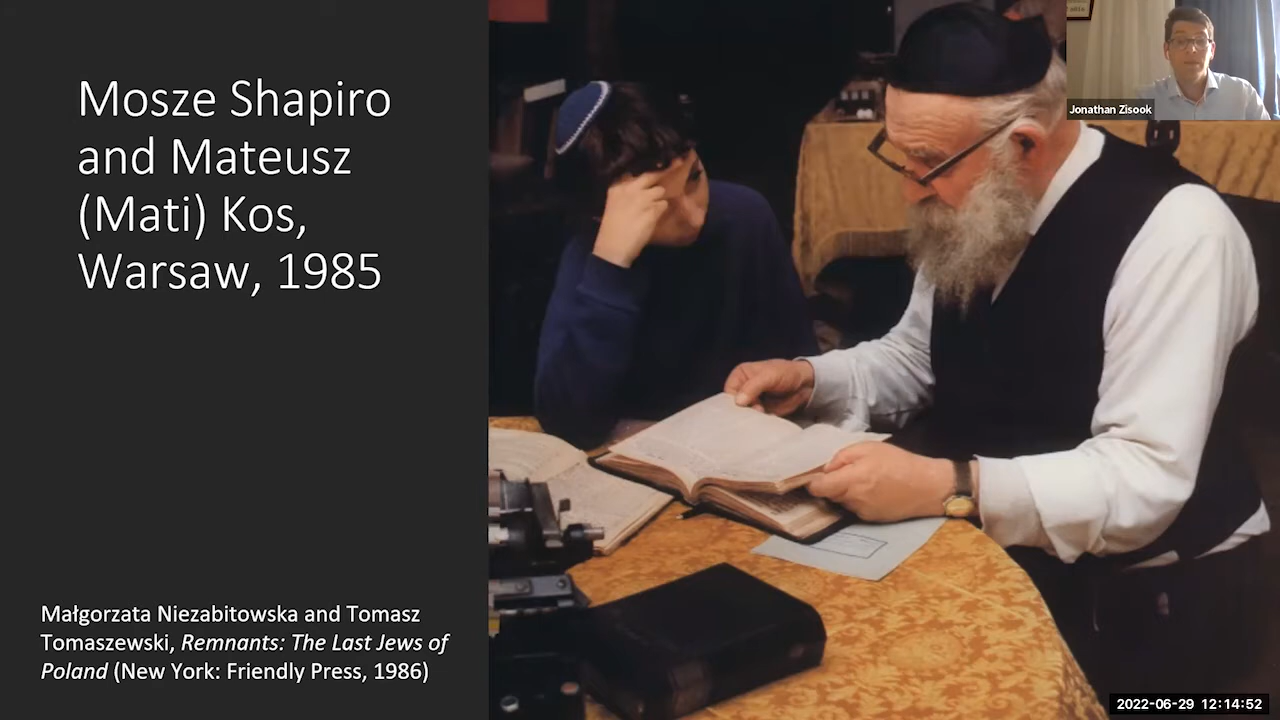 Mosze Shapiro
and Mateusz
(Mati) Kos,
Warsaw, 1985
Małgorzata Niezabitowska and Tomasz
Tomaszewski, Remnants: The Last Jews of
Poland (New York: Friendly Press, 1986)
Jonathan Zisook
2022-06-29 12:14:52